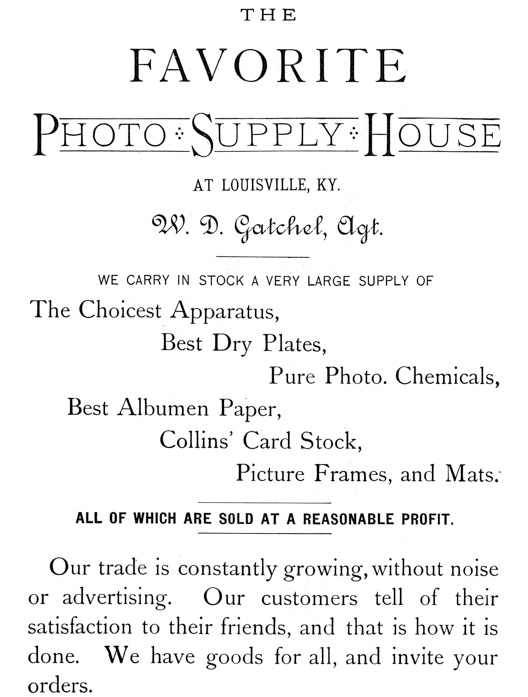 THE
FAVORITE
PHOTO SUPPLY HOUSE
AT LOUISVILLE, KY.
W. D. Gatchel, Agt.
WE CARRY IN STOCK A VERY LARGE SUPPLY OF
The Choicest Apparatus,
Best Dry Plates,
Pure Photo. Chemicals,
Best Albumen Paper,
Collins' Card Stock,
Picture Frames, and Mats.
ALL OF WHICH ARE SOLD AT A REASONABLE PROFIT.
Our trade is constantly growing, without noise
or advertising. Our customers tell of their
satisfaction to their friends, and that is how it is
done. We have goods for all, and invite your
orders.